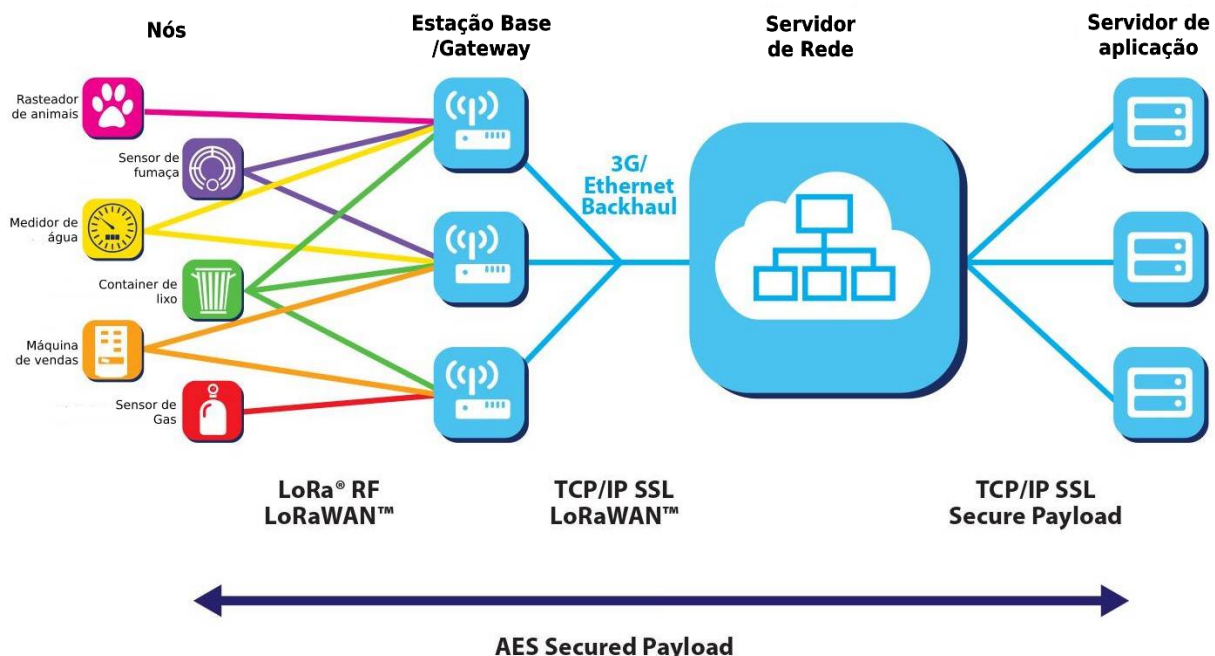 Nós
Estação Base
/Gateway
Servidor
de Rede
Servidor de
aplicação
Rasteador
de animais
Sensor de
fumaça
Medidor de
água
Container de
lixo
Máquina
de vendas
Sensor de
Gas
3G/
Ethernet
Backhaul
LoRa® RF
LoRaWAN™
TCP/IP SSL
LoRaWAN™
TCP/IP SSL
Secure Payload
AES Secured Payload